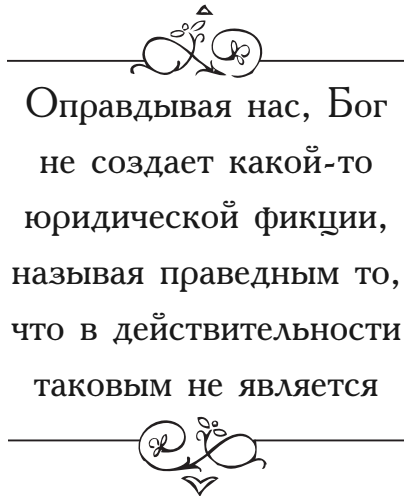 Оправдывая нас, Бог
не создает какой-то
юридической фикции,
называя праведным то,
что в действительности
таковым не является